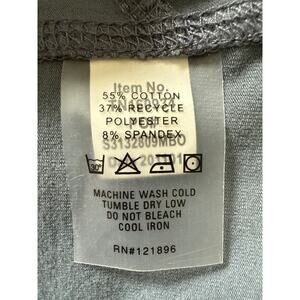 Item No.
55% COTTON
37% RECYCLE
POLYESTER
8% SPANDEX
S3132809MBO
30°
MACHINE WASH COLD
TUMBLE DRY LOW
DO NOT BLEACH
COOL IRON
RN#121896